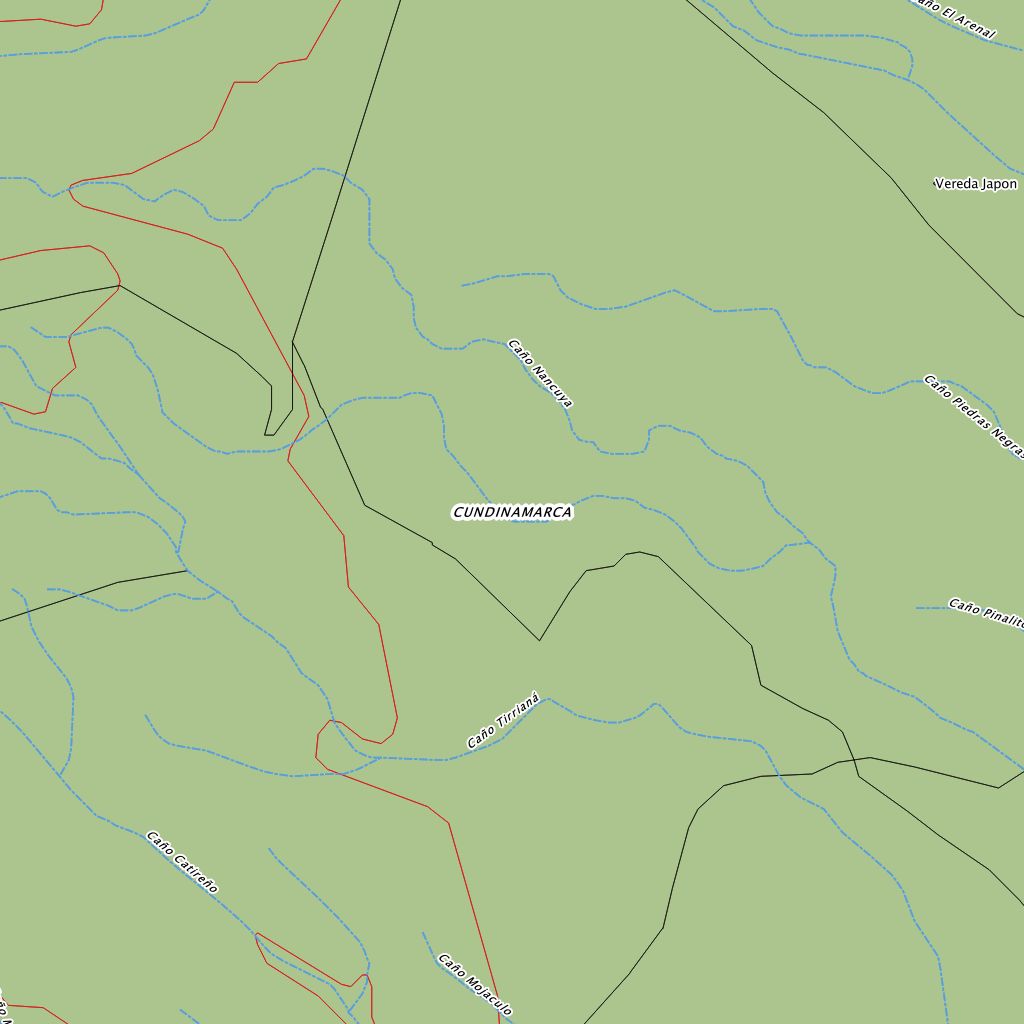 Caño El Arenal
Vereda Japon
Caño Nancuya
Caño Piedras Negras
CUNDINAMARCA
Caño Pinalito
Caño Tirrianá
Caño Catireño
Caño Mojaculo